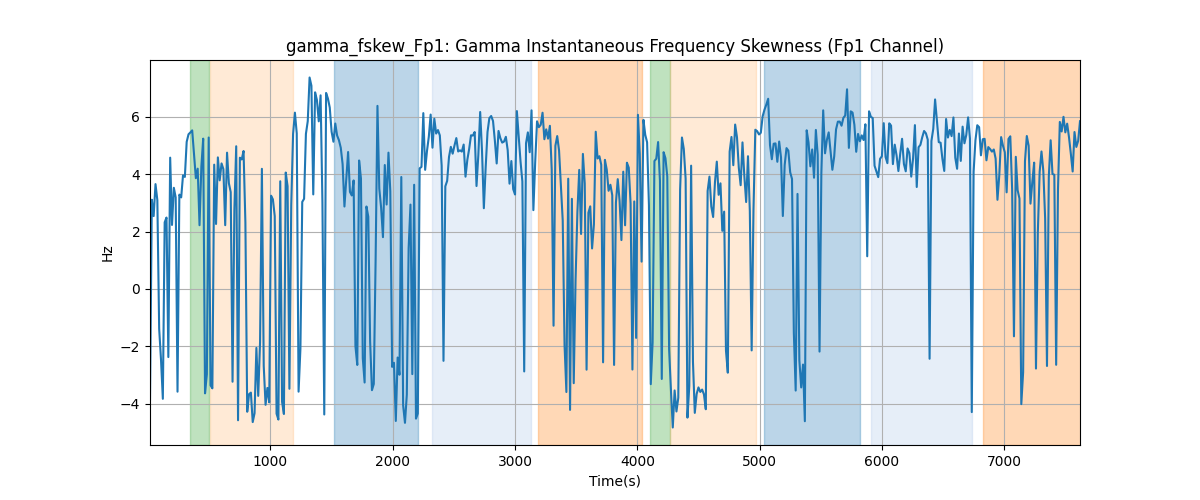 gamma_fskew_Fp1: Gamma Instantaneous Frequency Skewness (Fp1 Channel)
6
4
2
0
−2
−4
Hz
1000 2000 3000 4000 5000 6000 7000
Time(s)